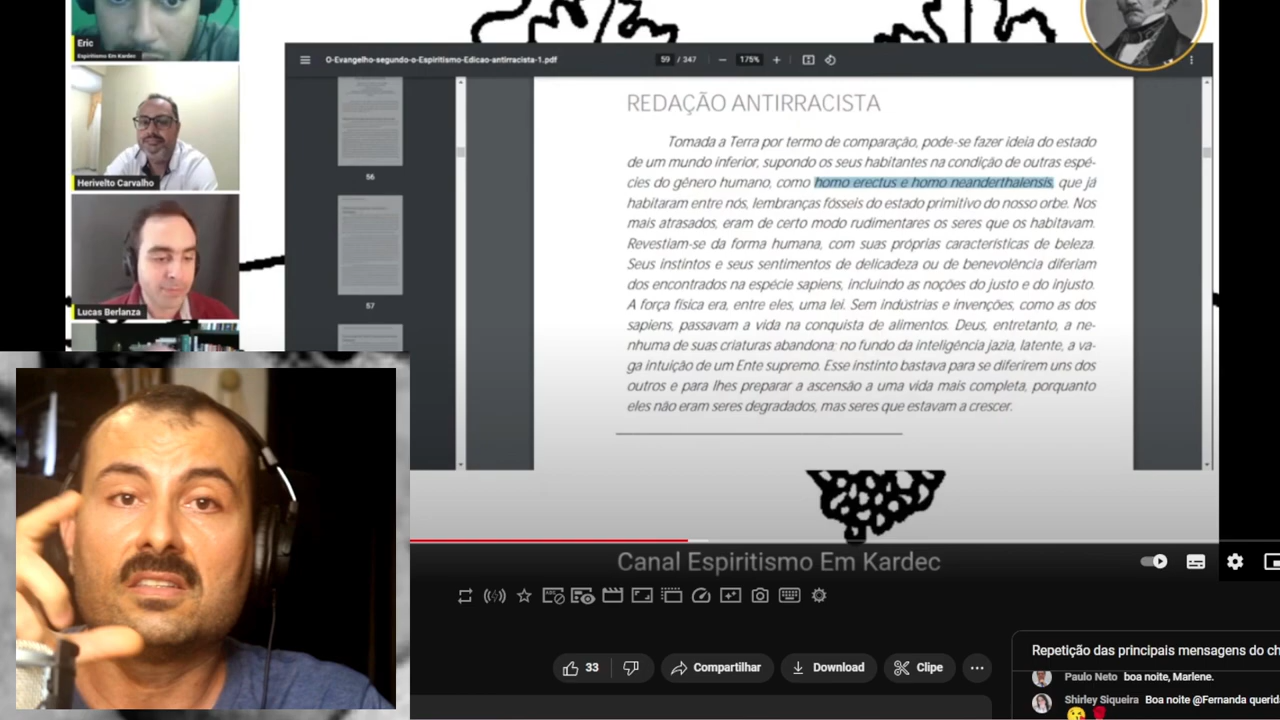 Eric
Espiritismo Em Kardec
Herivelto Carvalho
Lucas Berlanza
O-Evangelho-segundo-o-Espiritismo-Edicao-antirracista-1.pdf
59 / 347
175%
56
57
REDAÇÃO ANTIRRACISTA
Tomada a Terra por termo de comparação, pode-se fazer ideia do estado
de um mundo inferior, supondo os seus habitantes na condição de outras espé-
cies do gênero humano, como homo erectus e homo neanderthalensis, que já
habitaram entre nós, lembranças fósseis do estado primitivo do nosso orbe. Nos
mais atrasados, eram de certo modo rudimentares os seres que os habitavam.
Revestiam-se da forma humana, com suas próprias características de beleza.
Seus instintos e seus sentimentos de delicadeza ou de benevolência diferiam
dos encontrados na espécie sapiens, incluindo as noções do justo e do injusto.
A força física era, entre eles, uma lei. Sem indústrias e invenções, como as dos
sapiens, passavam a vida na conquista de alimentos. Deus, entretanto, a ne-
nhuma de suas criaturas abandona; no fundo da inteligência jazia, latente, a va-
ga intuição de um Ente supremo. Esse instinto bastava para se diferirem uns dos
outros e para lhes preparar a ascensão a uma vida mais completa, porquanto
eles não eram seres degradados, mas seres que estavam a crescer.
Canal Espiritismo Em Kardec
33
Compartilhar
Download
Clipe
Repetição das principais mensagens do ch
Paulo Neto boa noite, Marlene.
Shirley Siqueira Boa noite @Fernanda querid